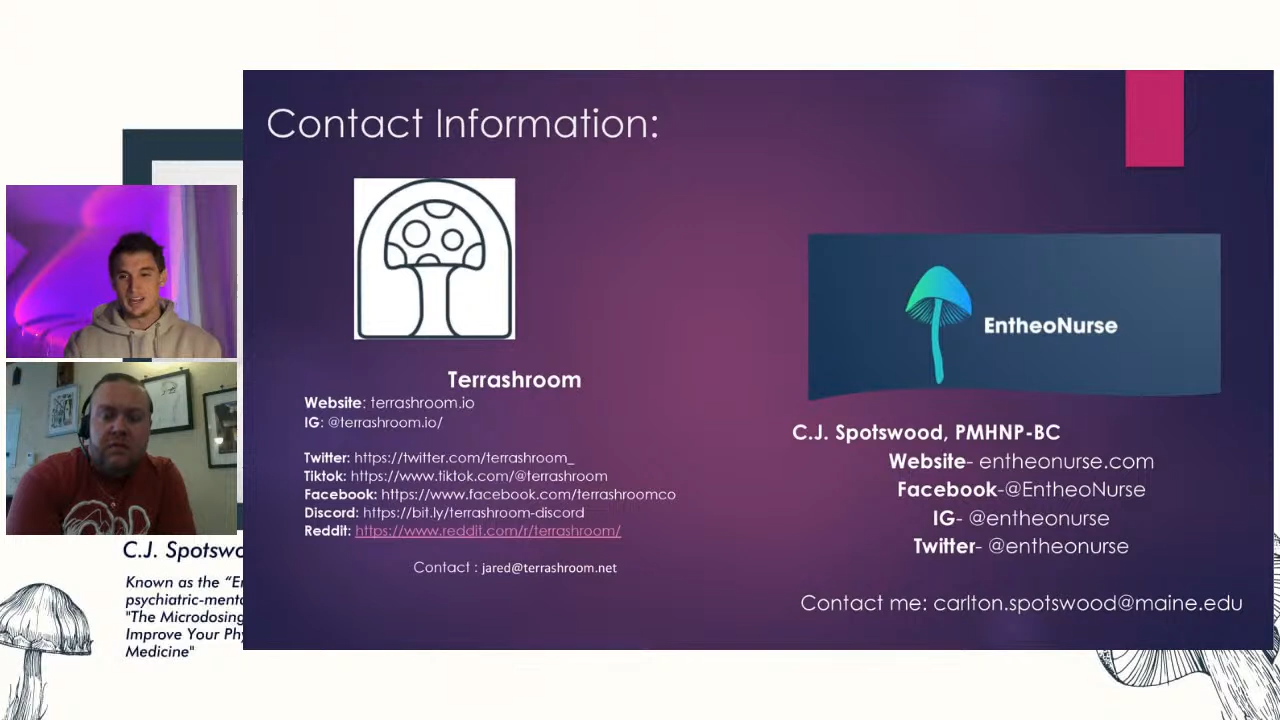 Contact Information:
Terrashroom
Website: terrashroom.io
IG: @terrashroom.io/
Twitter: https://twitter.com/terrashroom_
Tiktok: https://www.tiktok.com/@terrashroom
Facebook: https://www.facebook.com/terrashroomco
Discord: https://bit.ly/terrashroom-discord
Reddit: https://www.reddit.com/r/terrashroom/
Contact : jared@terrashroom.net
EntheoNurse
C.J. Spotswood, PMHNP-BC
Website- entheonurse.com
Facebook-@EntheoNurse
IG- @entheonurse
Twitter- @entheonurse
Contact me: carlton.spotswood@maine.edu
C.J. Spotswo
Known as the "E
psychiatric-menta
"The Microdosing
Improve Your Phy
Medicine"